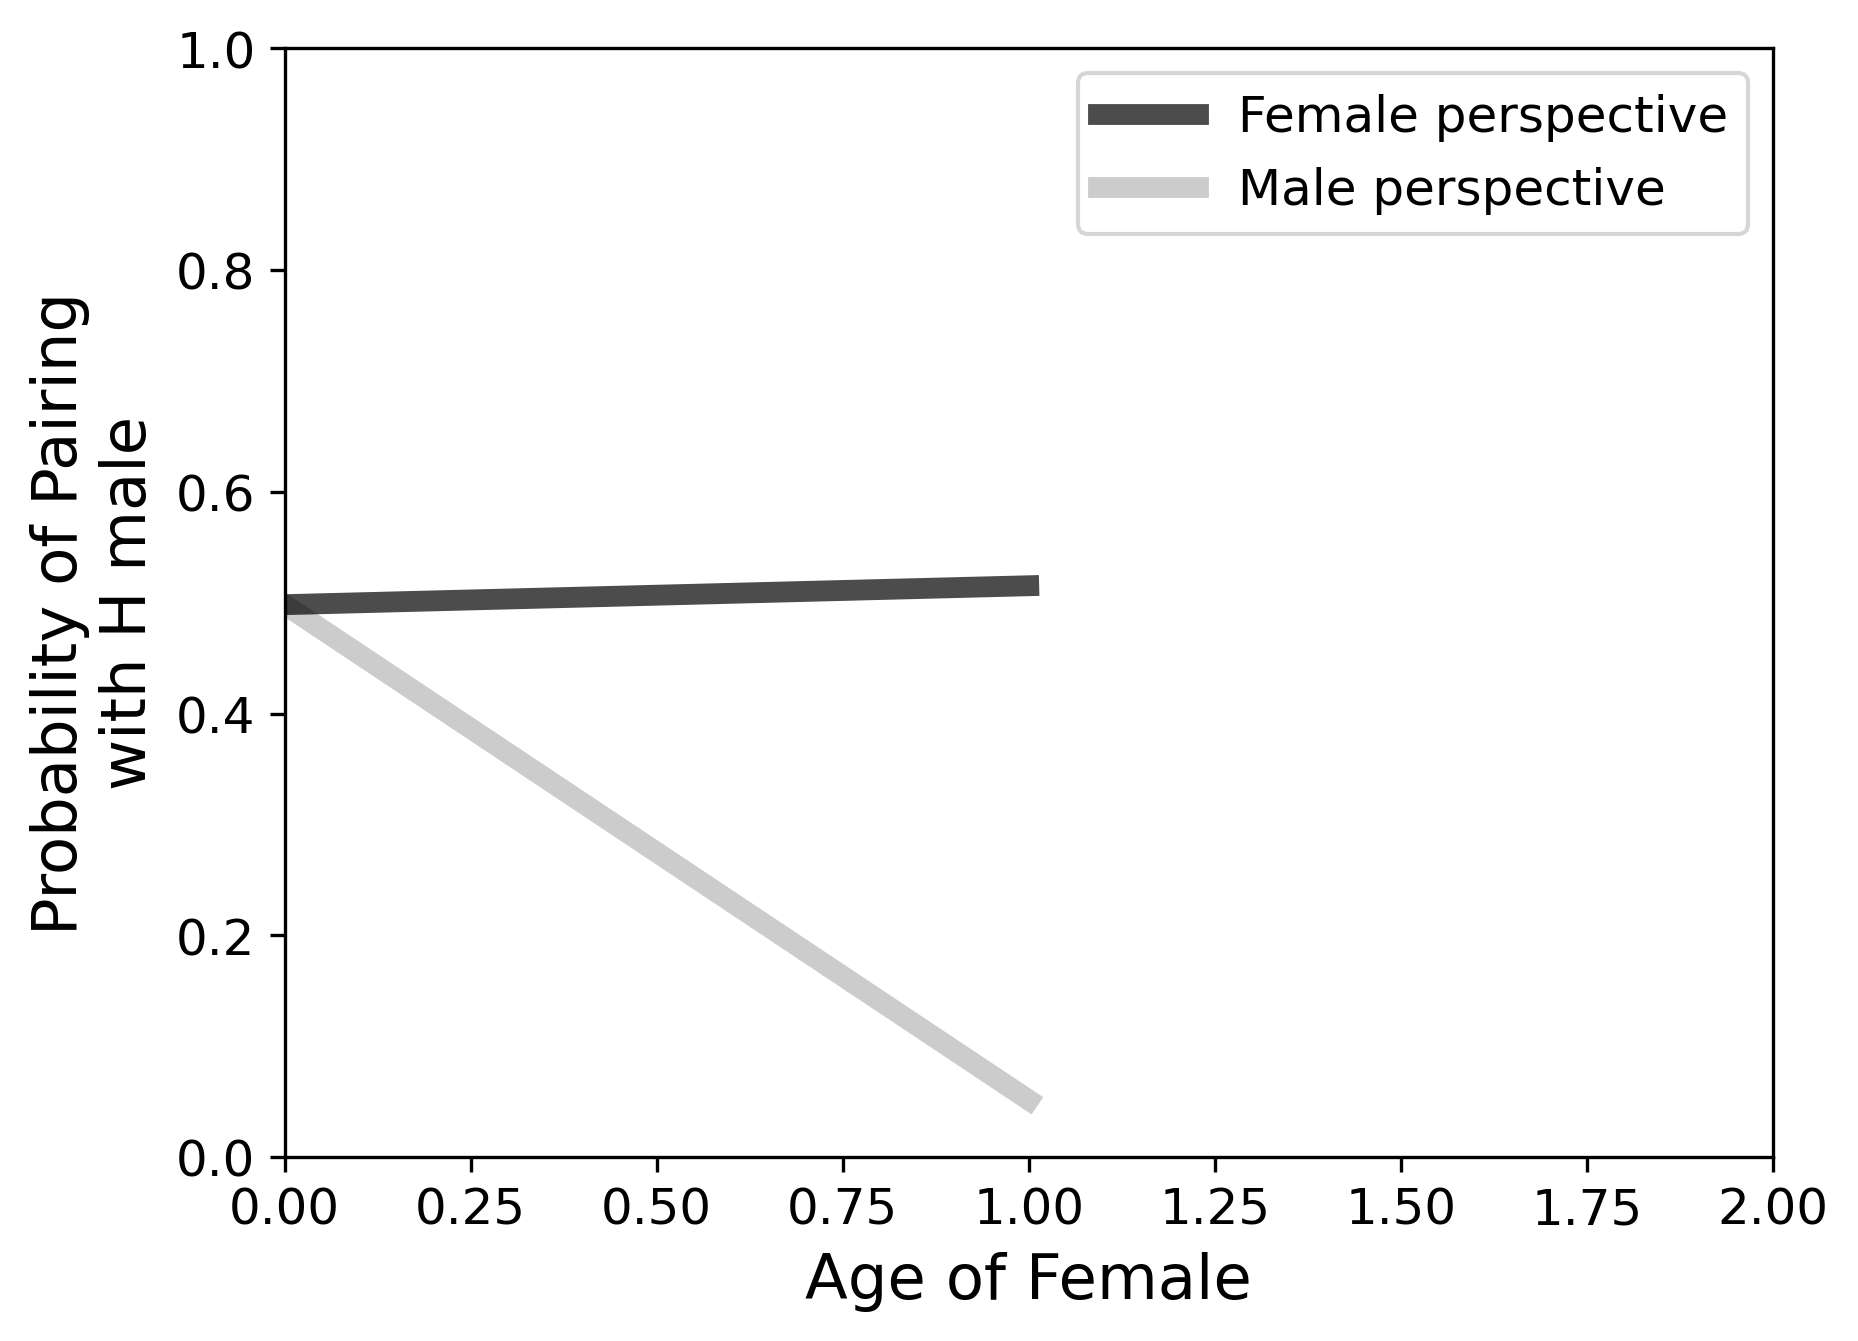 1.0
0.8
0.6
0.4
0.2
0.0
Probability of Pairing
with H male
Female perspective
Male perspective
0.00 0.25 0.50 0.75 1.00 1.25 1.50 1.75 2.00
Age of Female